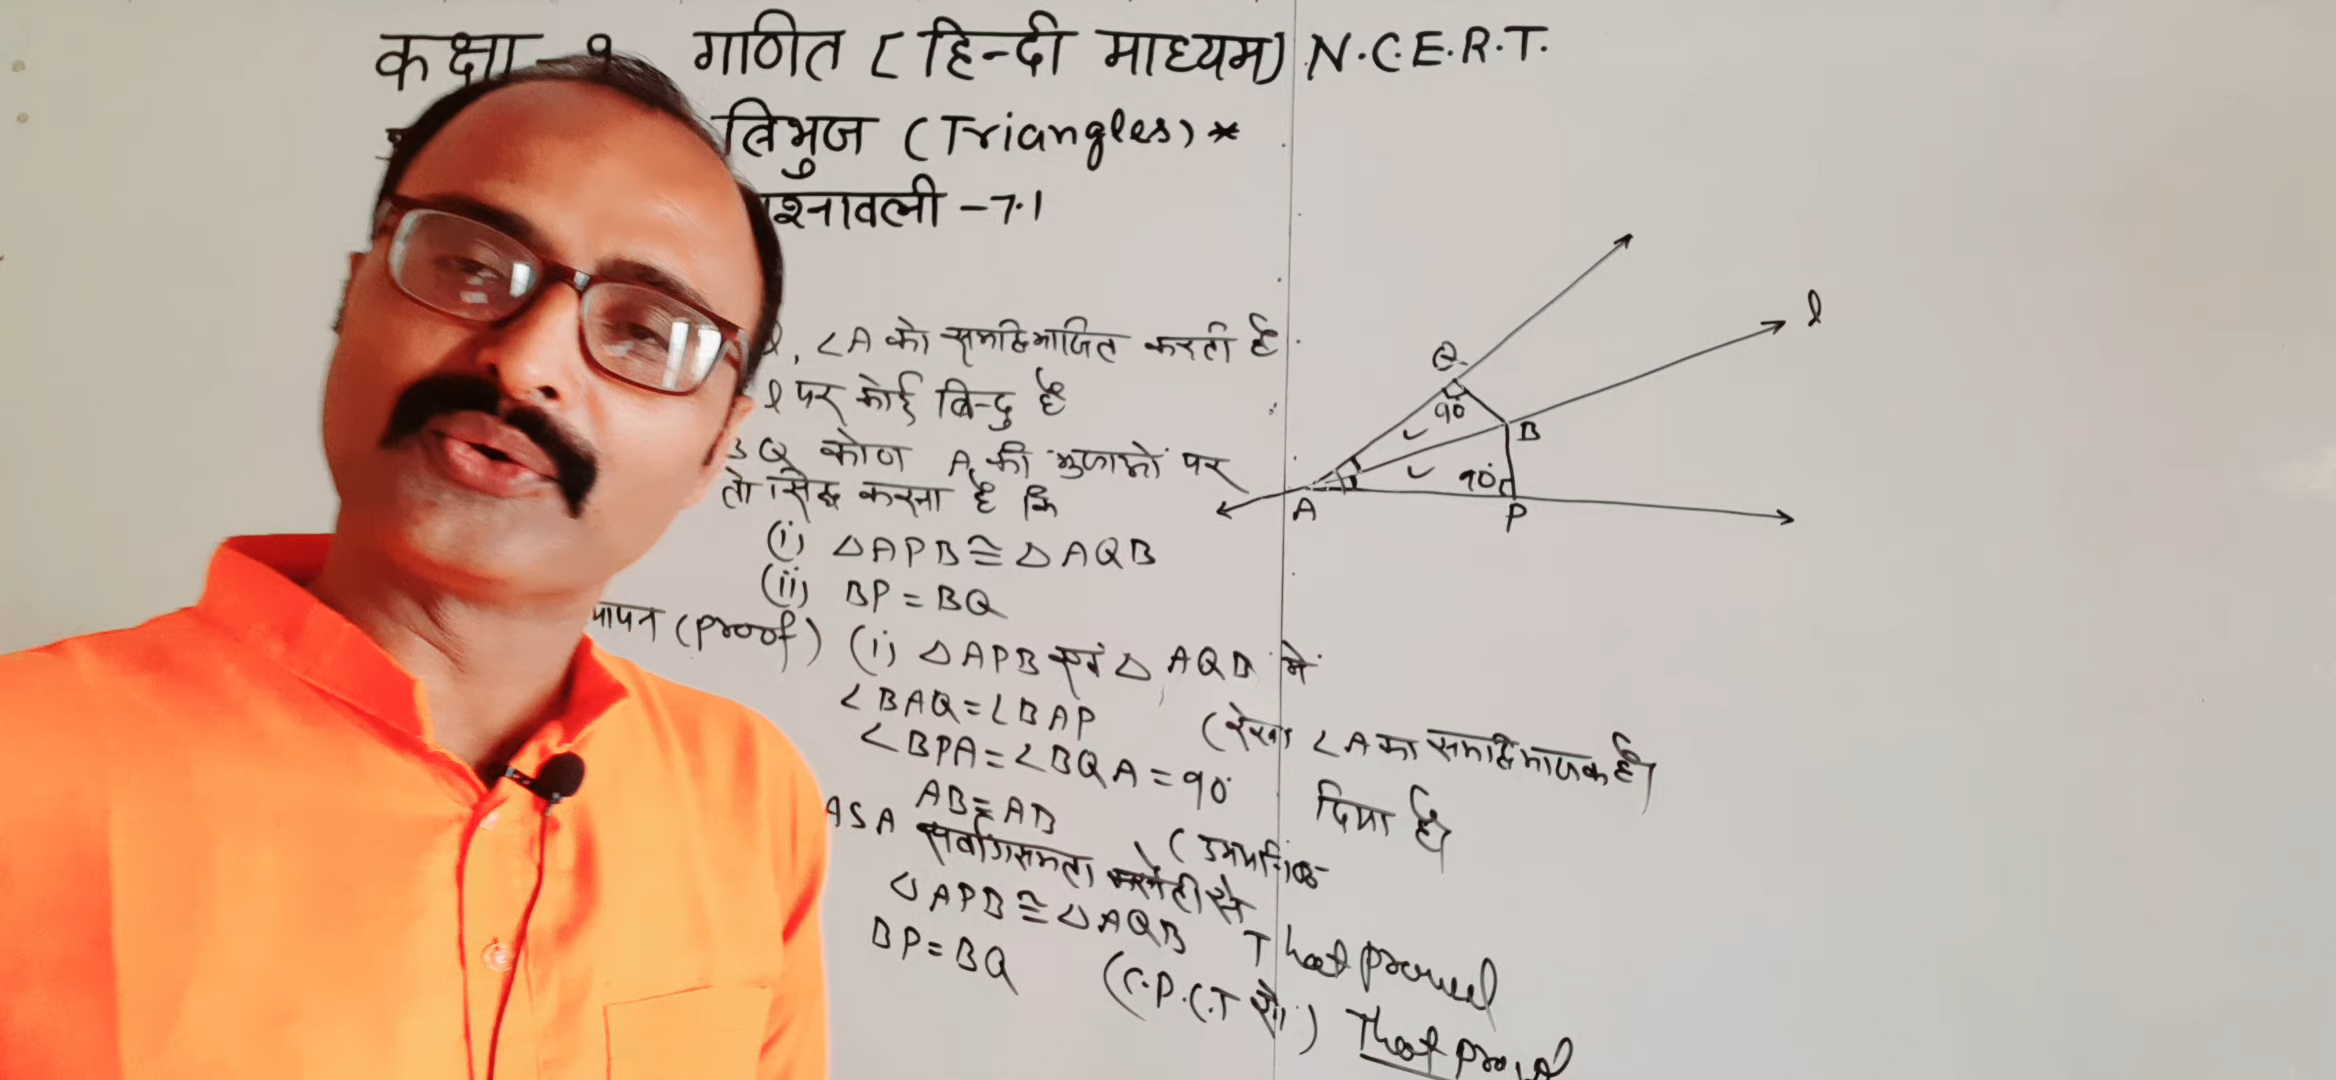 कक्षा - 9 गणित ( हिन्दी माध्यम) N.C.E.R.T.
त्रिभुज (Triangles) *
श्नावली - 7.1
l, ∠A को समद्विभाजित करती है
l पर कोई बिन्दु है
BQ कोण A की भुजाओं पर
तो सिद्ध करना है कि
(i) △APB ≅ △AQB
(ii) BP = BQ
(Proof) (i) △APB एवं △AQB में
∠BAQ = ∠BAP (रेखा ∠A का समद्विभाजक है)
∠BPA = ∠BQA = 90° दिया है
AB = AB (उभयनिष्ठ
ASA सर्वांगसमता कसौटी से
△APB ≅ △AQB That proved
BP = BQ (C.P.C.T से) That proved
l
Q
90°
B
90°
A
P